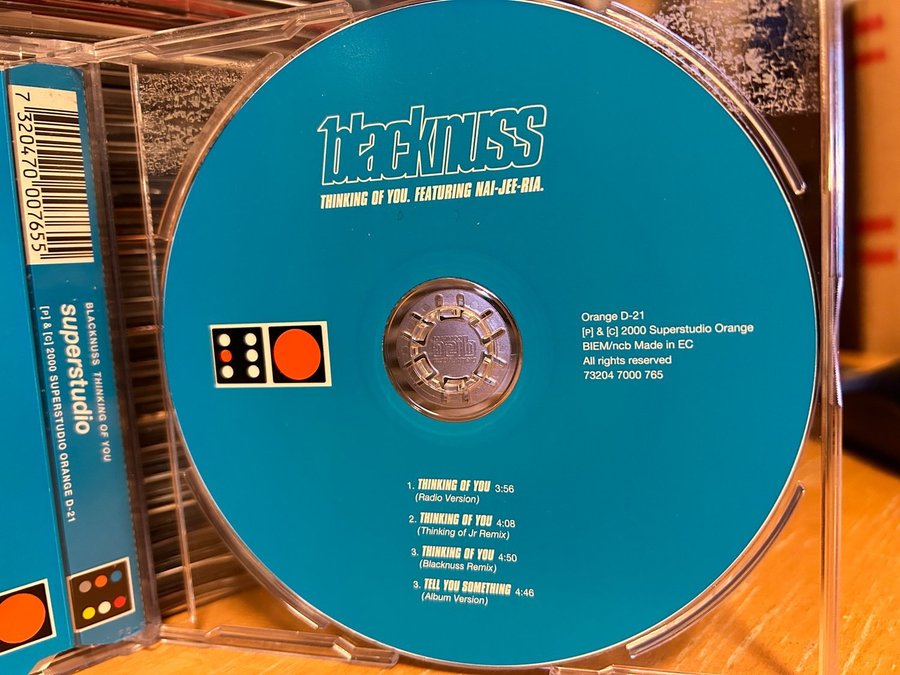 7 320470 007655
BLACKNUSS THINKING OF YOU
superstudio
[P] & [C] 2000 SUPERSTUDIO ORANGE D-21
blacknuss
THINKING OF YOU. FEATURING NAI-JEE-RIA.
Orange D-21
[P] & [C] 2000 Superstudio Orange
BIEM/ncb Made in EC
All rights reserved
73204 7000 765
1. THINKING OF YOU 3:56
(Radio Version)
2. THINKING OF YOU 4:08
(Thinking of Jr Remix)
3. THINKING OF YOU 4:50
(Blacknuss Remix)
3. TELL YOU SOMETHING 4:46
(Album Version)